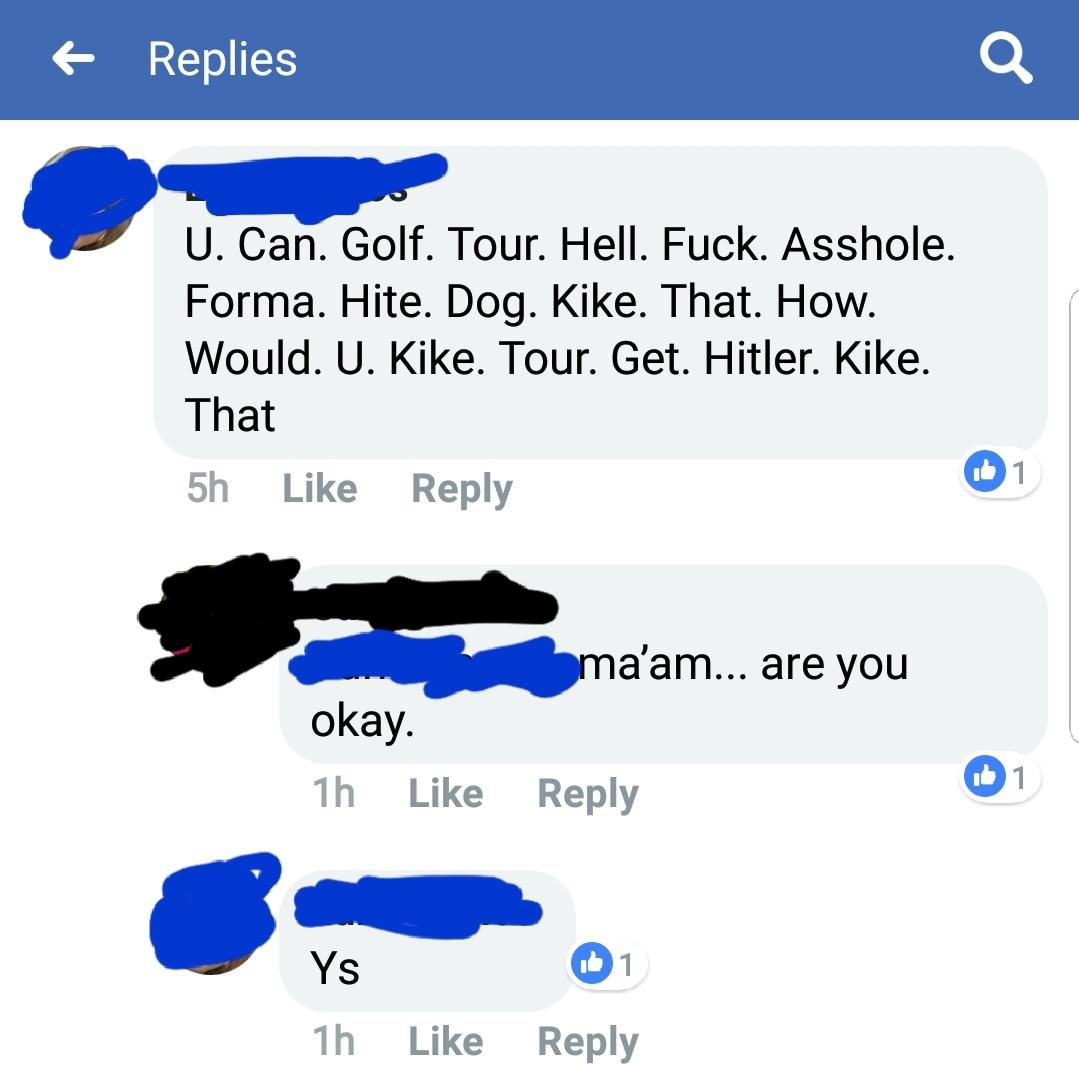 Replies
U. Can. Golf. Tour. Hell. Fuck. Asshole.
Forma. Hite. Dog. Kike. That. How.
Would. U. Kike. Tour. Get. Hitler. Kike.
That
5h Like Reply 1
ma'am... are you
okay.
1h Like Reply 1
Ys 1
1h Like Reply